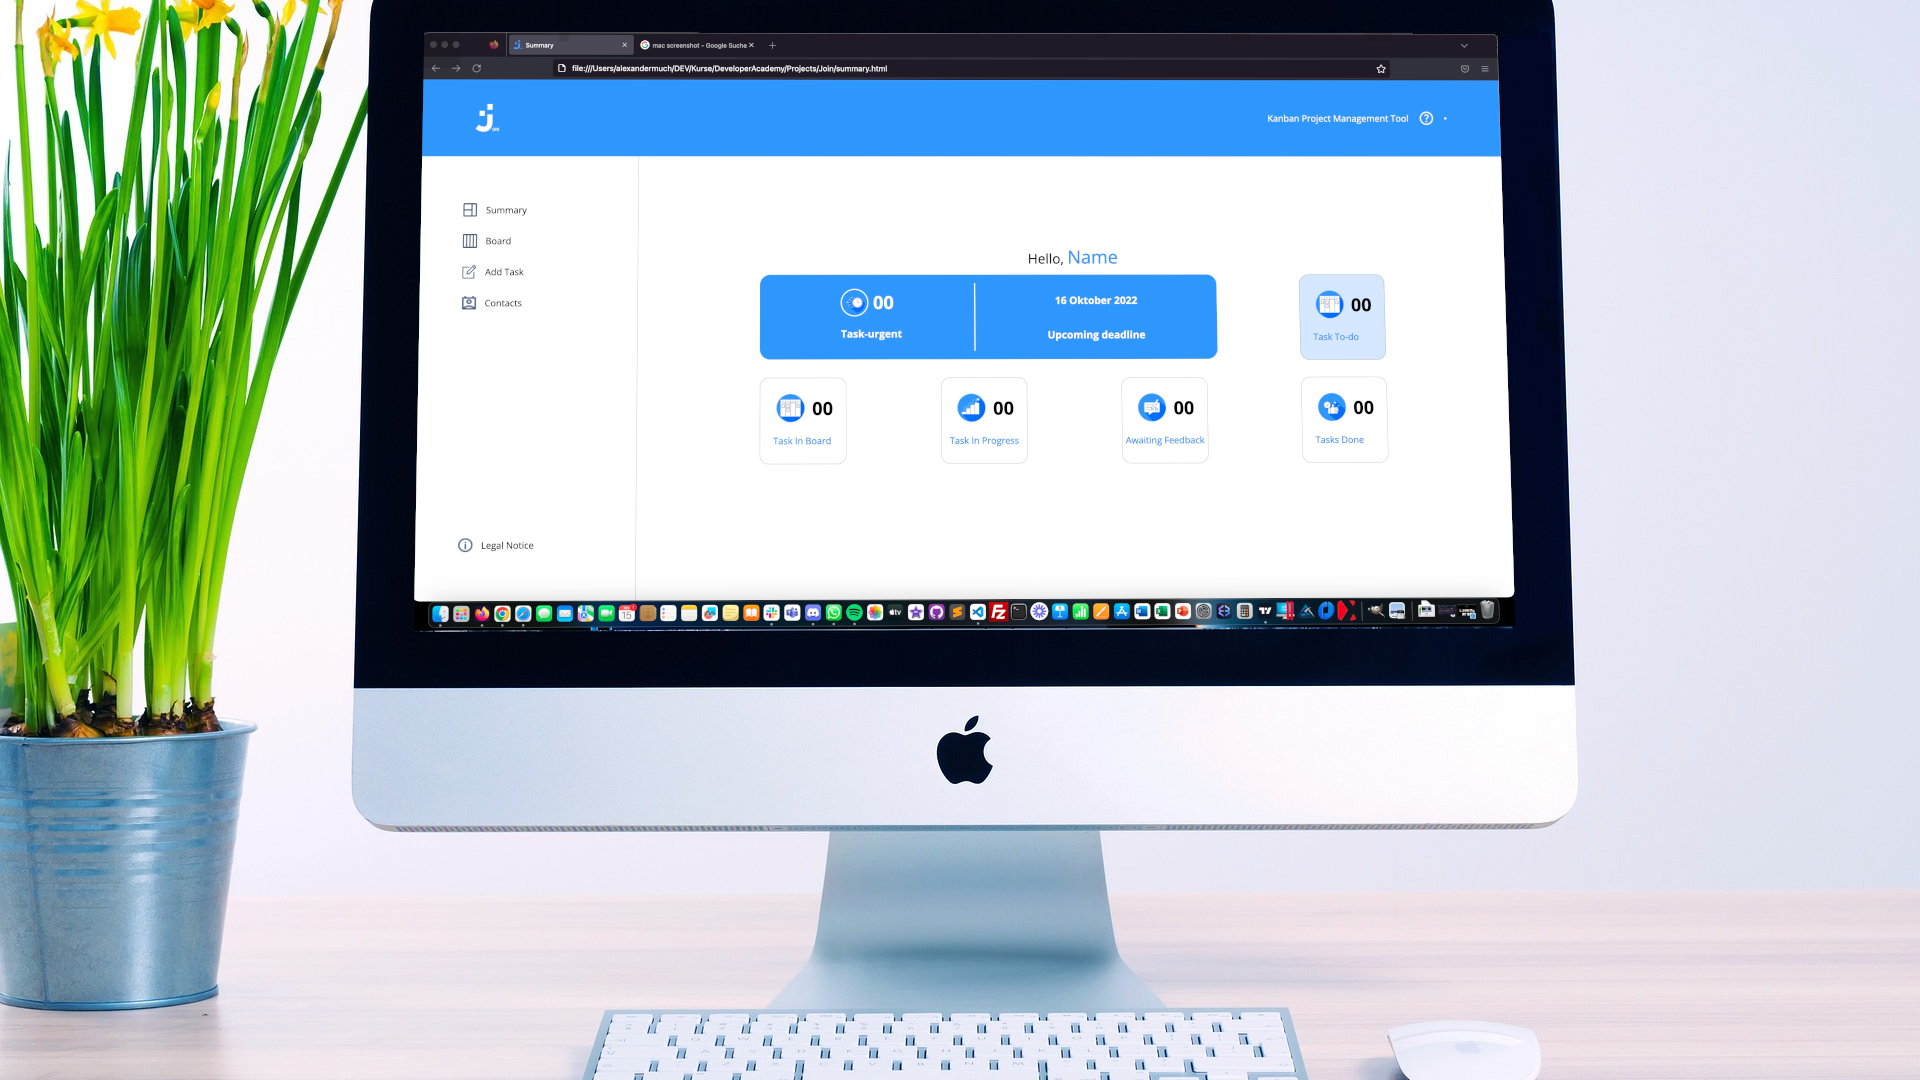 Summary
mac screenshot - Google Suche
file:///Users/alexandermuch/DEV/Kurse/DeveloperAcademy/Projects/Join/summary.html
Kanban Project Management Tool
Summary
Board
Add Task
Contacts
Legal Notice
Hello, Name
00
Task-urgent
16 Oktober 2022
Upcoming deadline
00
Task To-do
00
Task In Board
00
Task In Progress
00
Awaiting Feedback
00
Tasks Done
15
tv